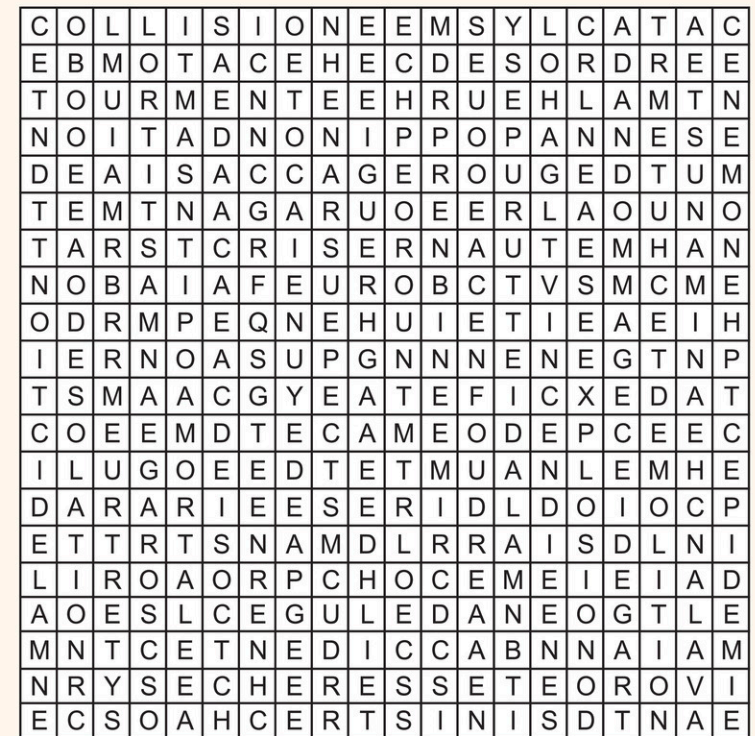 C O L L I S I O N E E M S Y L C A T A C
E B M O T A C E H E C D E S O R D R E E
T O U R M E N T E E H R U E H L A M T N
N O I T A D N O N I P P O P A N N E S E
D E A I S A C C A G E R O U G E D T U M
T E M T N A G A R U O E E R L A O U N O
T A R S T C R I S E R N A U T E M H A N
N O B A I A F E U R O B C T V S M C M E
O D R M P E Q N E H U I E T I E A E I H
I E R N O A S U P G N N N E N E G T N P
T S M A A C G Y E A T E F I C X E D A T
C O E E M D T E C A M E O D E P C E E C
I L U G O E E D T E T M U A N L E M H E
D A R A R I E E S E R I D L D O I O C P
E T T R T S N A M D L R R A I S D L N I
L I R O A O R P C H O C E M E I E I A D
A O E S L C E G U L E D A N E O G T L E
M N T C E T N E D I C C A B N N A I A M
N R Y S E C H E R E S S E T E O R O V I
E C S O A H C E R T S I N I S D T N A E